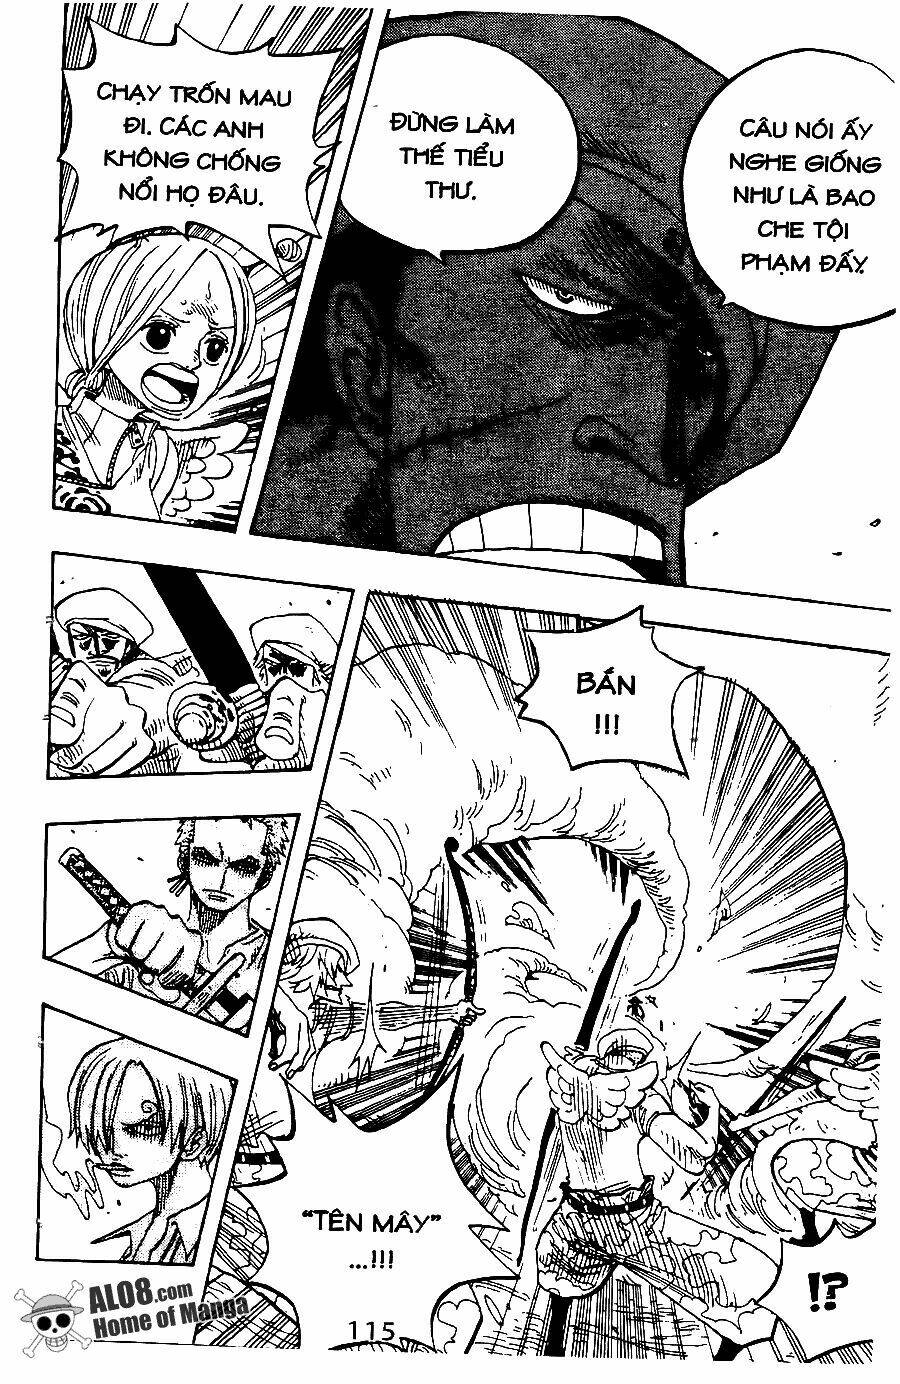 CÂU NÓI ẤY
NGHE GIỐNG
NHƯ LÀ BAO
CHE TỘI
PHẠM ĐẤY.
ĐỪNG LÀM
THẾ TIỂU
THƯ.
CHẠY TRỐN MAU
ĐI. CÁC ANH
KHÔNG CHỐNG
NỔI HỌ ĐÂU.
BẮN
!!!
“TÊN MÂY”
...!!!
!?
ALO8.com
Home of Manga
115